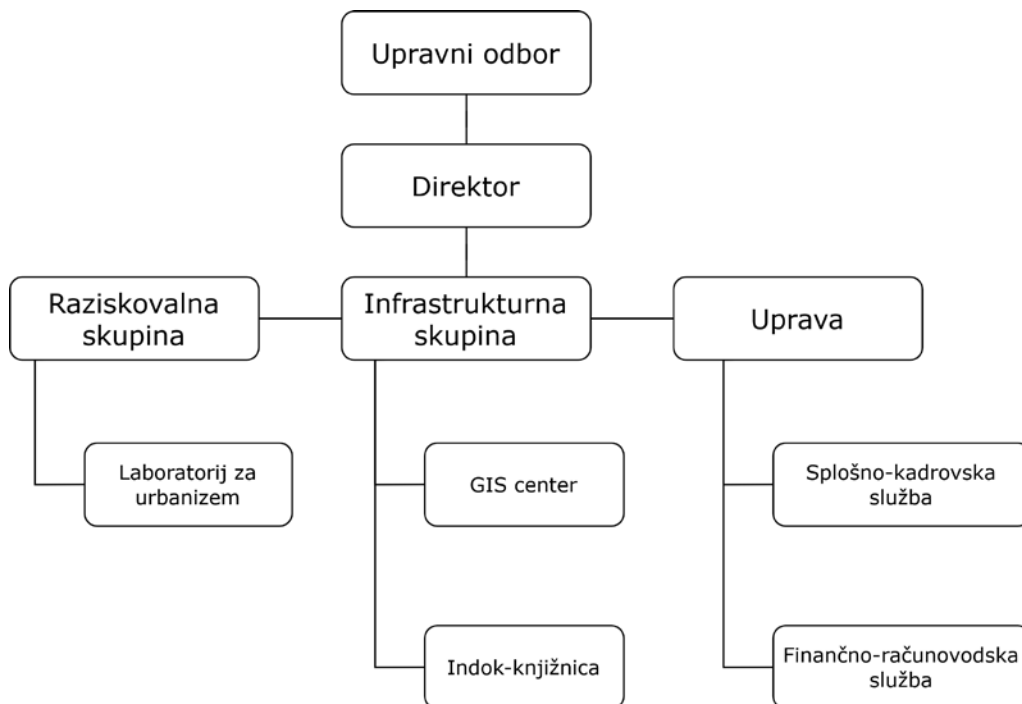 Upravni odbor
Direktor
Raziskovalna
skupina
Infrastrukturna
skupina
Uprava
Laboratorij za
urbanizem
GIS center
Splošno-kadrovska
služba
Indok-knjižnica
Finančno-računovodska
služba